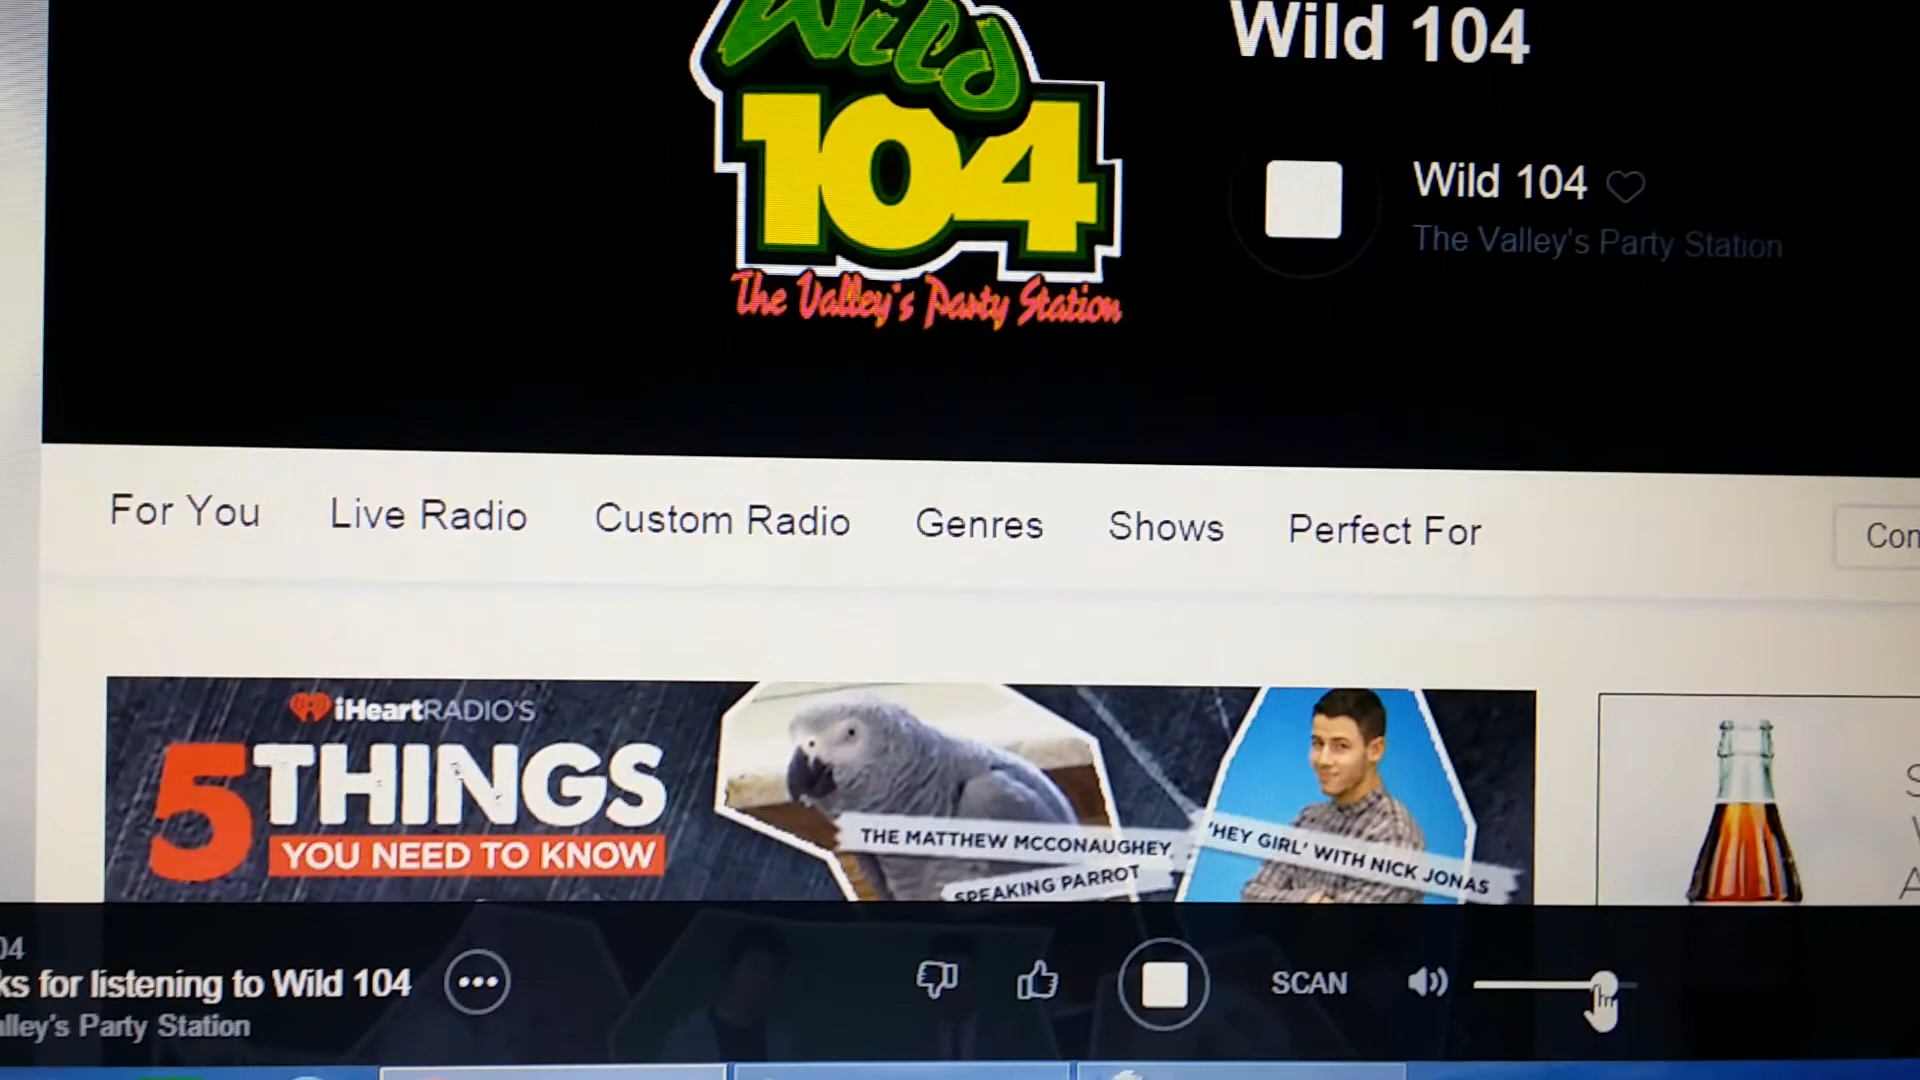 Wild
104
The Valley's Party Station
Wild 104
Wild 104
The Valley's Party Station
For You Live Radio Custom Radio Genres Shows Perfect For Con
iHeartRADIO'S
5 THINGS
YOU NEED TO KNOW
THE MATTHEW MCCONAUGHEY
SPEAKING PARROT
'HEY GIRL' WITH NICK JONAS
04
ks for listening to Wild 104
alley's Party Station
SCAN